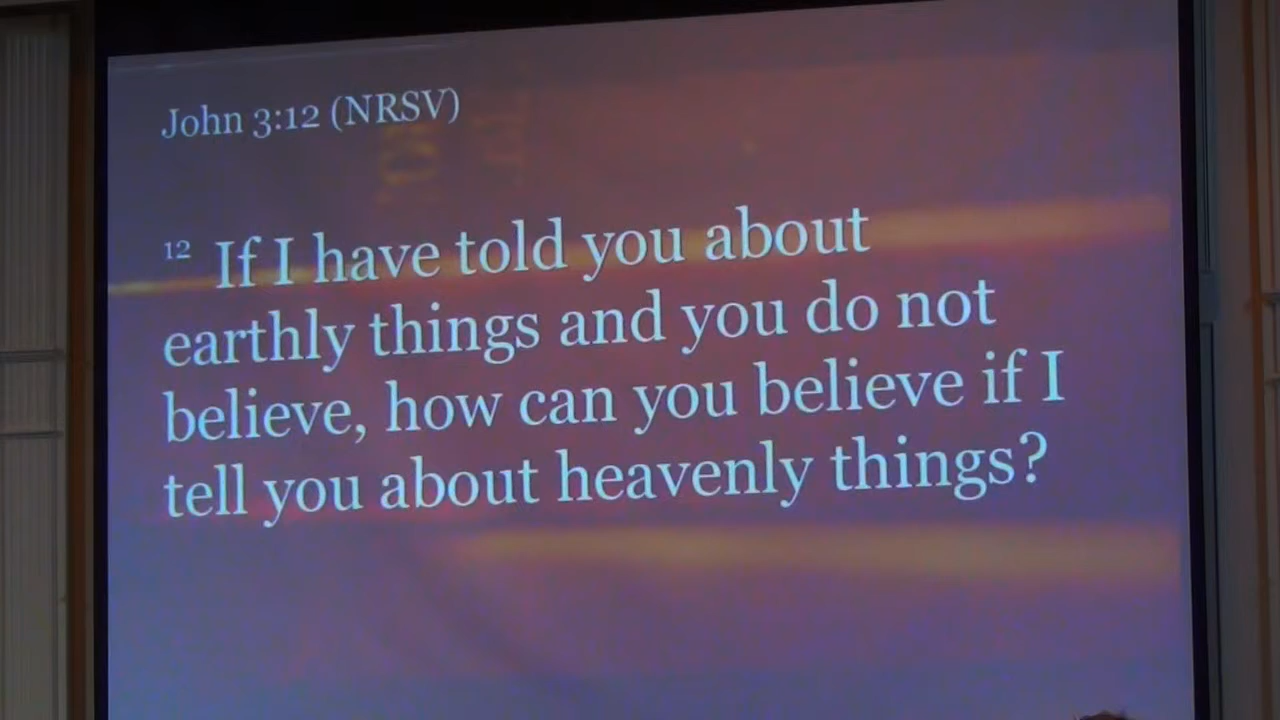 John 3:12 (NRSV)
12 If I have told you about
earthly things and you do not
believe, how can you believe if I
tell you about heavenly things?